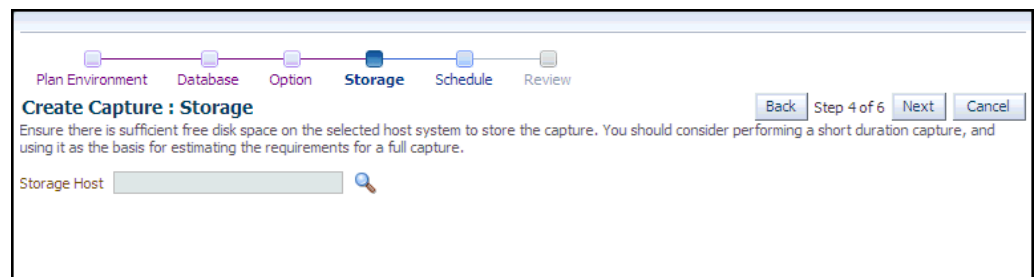 Plan Environment Database Option Storage Schedule Review
Create Capture : Storage Back Step 4 of 6 Next Cancel
Ensure there is sufficient free disk space on the selected host system to store the capture. You should consider performing a short duration capture, and
using it as the basis for estimating the requirements for a full capture.
Storage Host